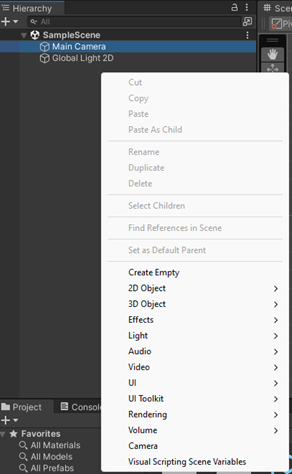 Hierarchy
All
SampleScene
Main Camera
Global Light 2D
Cut
Copy
Paste
Paste As Child
Rename
Duplicate
Delete
Select Children
Find References in Scene
Set as Default Parent
Create Empty
2D Object
3D Object
Effects
Light
Audio
Video
UI
UI Toolkit
Rendering
Volume
Camera
Visual Scripting Scene Variables
Project
Favorites
All Materials
All Models
All Prefabs